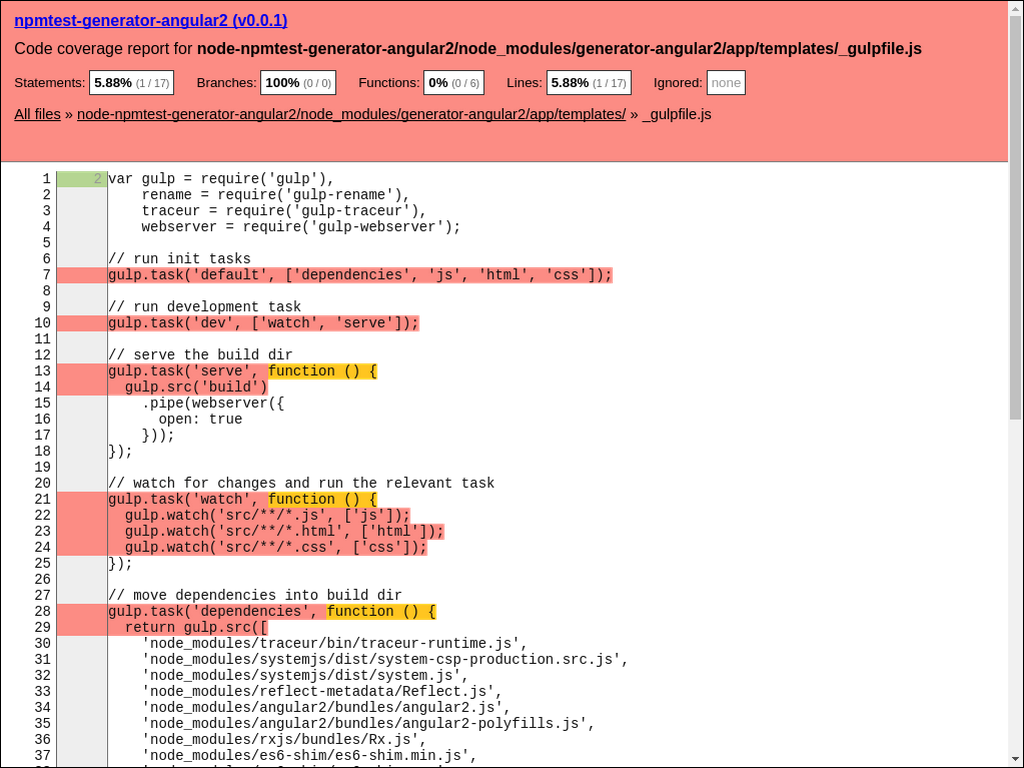 npmtest-generator-angular2 (v0.0.1)
Code coverage report for node-npmtest-generator-angular2/node_modules/generator-angular2/app/templates/_gulpfile.js
Statements: 5.88% (1 / 17) Branches: 100% (0 / 0) Functions: 0% (0 / 6) Lines: 5.88% (1 / 17) Ignored: none
All files » node-npmtest-generator-angular2/node_modules/generator-angular2/app/templates/ » _gulpfile.js
1 2 var gulp = require('gulp'),
2     rename = require('gulp-rename'),
3     traceur = require('gulp-traceur'),
4     webserver = require('gulp-webserver');
5
6 // run init tasks
7 gulp.task('default', ['dependencies', 'js', 'html', 'css']);
8
9 // run development task
10 gulp.task('dev', ['watch', 'serve']);
11
12 // serve the build dir
13 gulp.task('serve', function () {
14   gulp.src('build')
15     .pipe(webserver({
16       open: true
17     }));
18 });
19
20 // watch for changes and run the relevant task
21 gulp.task('watch', function () {
22   gulp.watch('src/**/*.js', ['js']);
23   gulp.watch('src/**/*.html', ['html']);
24   gulp.watch('src/**/*.css', ['css']);
25 });
26
27 // move dependencies into build dir
28 gulp.task('dependencies', function () {
29   return gulp.src([
30     'node_modules/traceur/bin/traceur-runtime.js',
31     'node_modules/systemjs/dist/system-csp-production.src.js',
32     'node_modules/systemjs/dist/system.js',
33     'node_modules/reflect-metadata/Reflect.js',
34     'node_modules/angular2/bundles/angular2.js',
35     'node_modules/angular2/bundles/angular2-polyfills.js',
36     'node_modules/rxjs/bundles/Rx.js',
37     'node_modules/es6-shim/es6-shim.min.js',